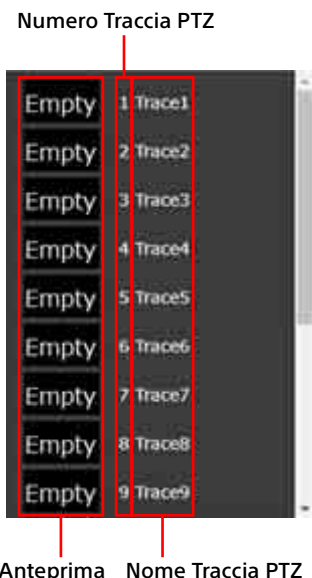 Numero Traccia PTZ
Empty 1 Trace1
Empty 2 Trace2
Empty 3 Trace3
Empty 4 Trace4
Empty 5 Trace5
Empty 6 Trace6
Empty 7 Trace7
Empty 8 Trace8
Empty 9 Trace9
Anteprima Nome Traccia PTZ